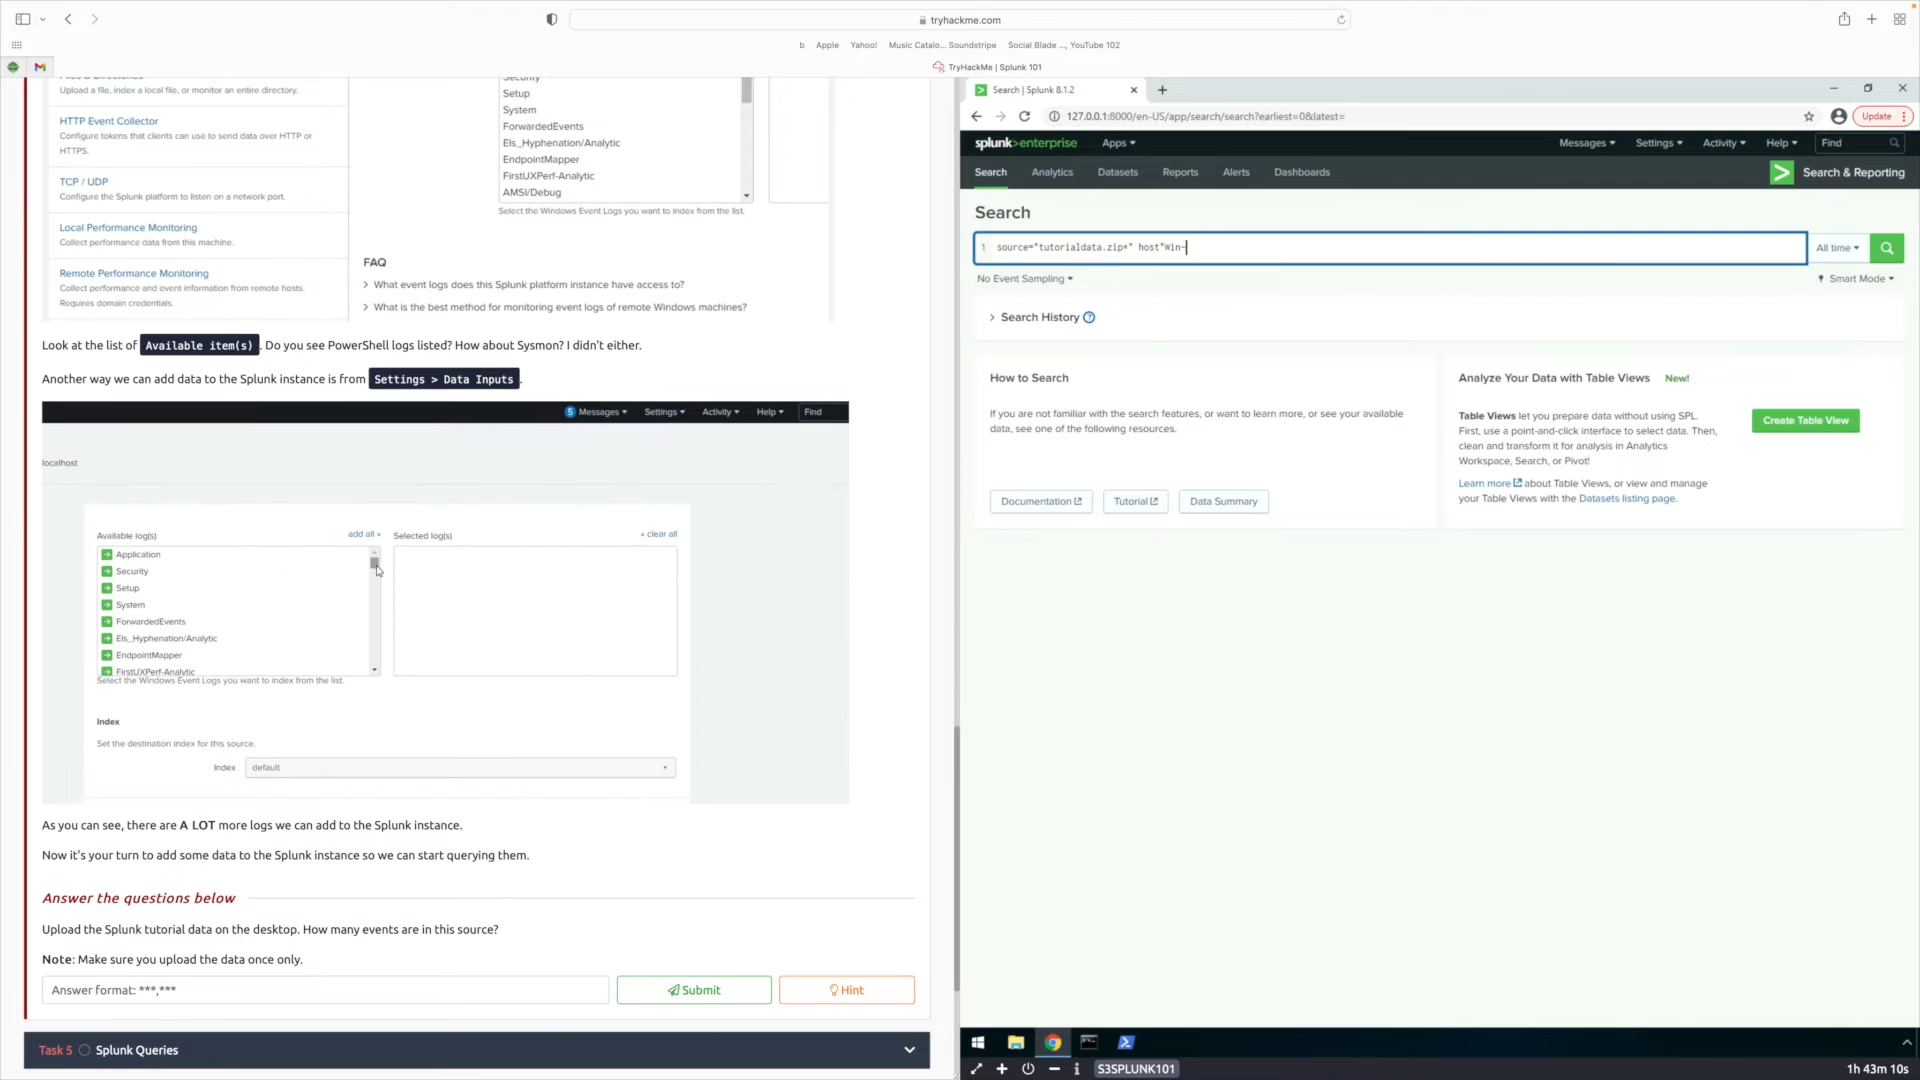 tryhackme.com
b Apple Yahoo! Music Catalo... Soundstripe Social Blade ..., YouTube 102
TryHackMe | Splunk 101
Upload a file, index a local file, or monitor an entire directory.
HTTP Event Collector
Configure tokens that clients can use to send data over HTTP or
HTTPS.
TCP / UDP
Configure the Splunk platform to listen on a network port.
Local Performance Monitoring
Collect performance data from this machine.
Remote Performance Monitoring
Collect performance and event information from remote hosts.
Requires domain credentials.
Security
Setup
System
ForwardedEvents
Els_Hyphenation/Analytic
EndpointMapper
FirstUXPerf-Analytic
AMSI/Debug
Select the Windows Event Logs you want to index from the list.
FAQ
What event logs does this Splunk platform instance have access to?
What is the best method for monitoring event logs of remote Windows machines?
Look at the list of Available item(s). Do you see PowerShell logs listed? How about Sysmon? I didn't either.
Another way we can add data to the Splunk instance is from Settings > Data Inputs.
5 Messages Settings Activity Help Find
localhost
Available log(s) add all » Selected log(s) « clear all
Application
Security
Setup
System
ForwardedEvents
Els_Hyphenation/Analytic
EndpointMapper
FirstUXPerf-Analytic
Select the Windows Event Logs you want to index from the list.
Index
Set the destination index for this source.
Index default
As you can see, there are A LOT more logs we can add to the Splunk instance.
Now it's your turn to add some data to the Splunk instance so we can start querying them.
Answer the questions below
Upload the Splunk tutorial data on the desktop. How many events are in this source?
Note: Make sure you upload the data once only.
Answer format: ***,*** Submit Hint
Task 5 Splunk Queries
Search | Splunk 8.1.2
127.0.0.1:8000/en-US/app/search/search?earliest=0&latest= Update
splunk>enterprise Apps Messages Settings Activity Help Find
Search Analytics Datasets Reports Alerts Dashboards > Search & Reporting
Search
1 source="tutorialdata.zip*" host"Win- All time
No Event Sampling Smart Mode
Search History ?
How to Search
If you are not familiar with the search features, or want to learn more, or see your available
data, see one of the following resources.
Documentation Tutorial Data Summary
Analyze Your Data with Table Views New!
Table Views let you prepare data without using SPL.
First, use a point-and-click interface to select data. Then,
clean and transform it for analysis in Analytics
Workspace, Search, or Pivot!
Create Table View
Learn more about Table Views, or view and manage
your Table Views with the Datasets listing page.
S3SPLUNK101 1h 43m 10s